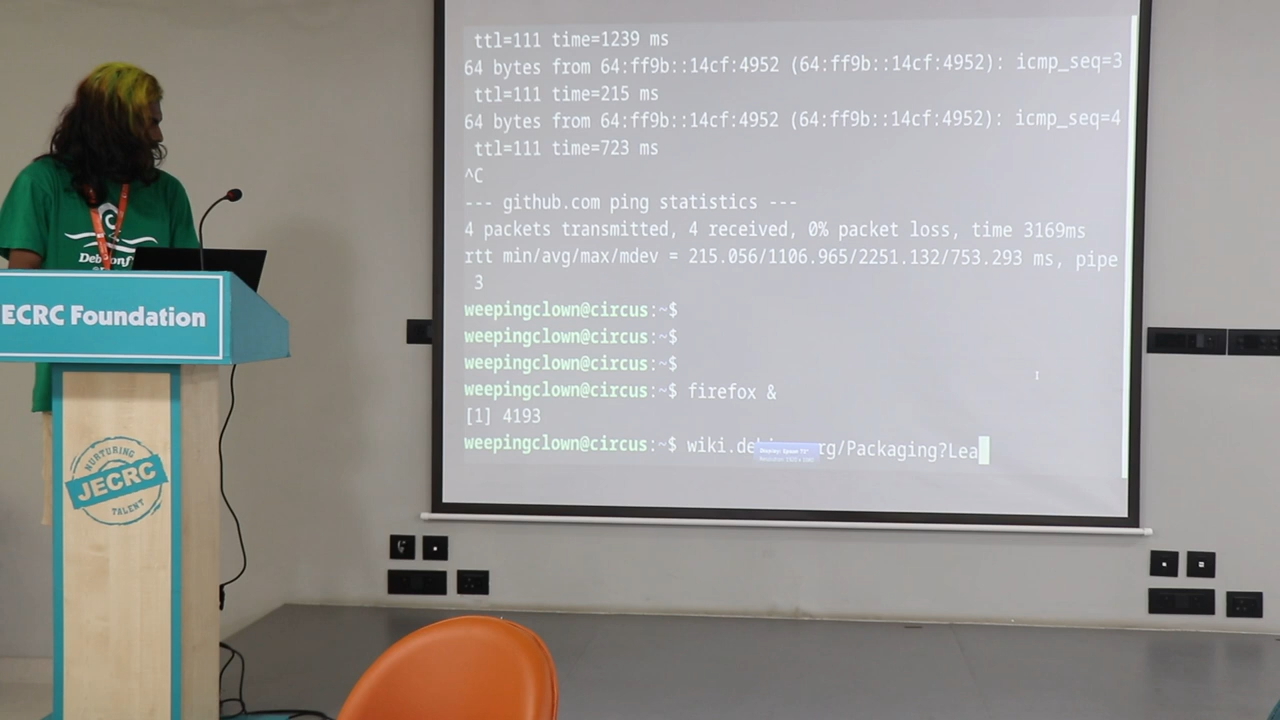 ttl=111 time=1239 ms
64 bytes from 64:ff9b::14cf:4952 (64:ff9b::14cf:4952): icmp_seq=3
ttl=111 time=215 ms
64 bytes from 64:ff9b::14cf:4952 (64:ff9b::14cf:4952): icmp_seq=4
ttl=111 time=723 ms
^C
--- github.com ping statistics ---
4 packets transmitted, 4 received, 0% packet loss, time 3169ms
rtt min/avg/max/mdev = 215.056/1106.965/2251.132/753.293 ms, pipe
3
weepingclown@circus:~$
weepingclown@circus:~$
weepingclown@circus:~$
weepingclown@circus:~$ firefox &
[1] 4193
weepingclown@circus:~$ wiki.de rg/Packaging?Lea
ECRC Foundation
NURTURING
JECRC
TALENT